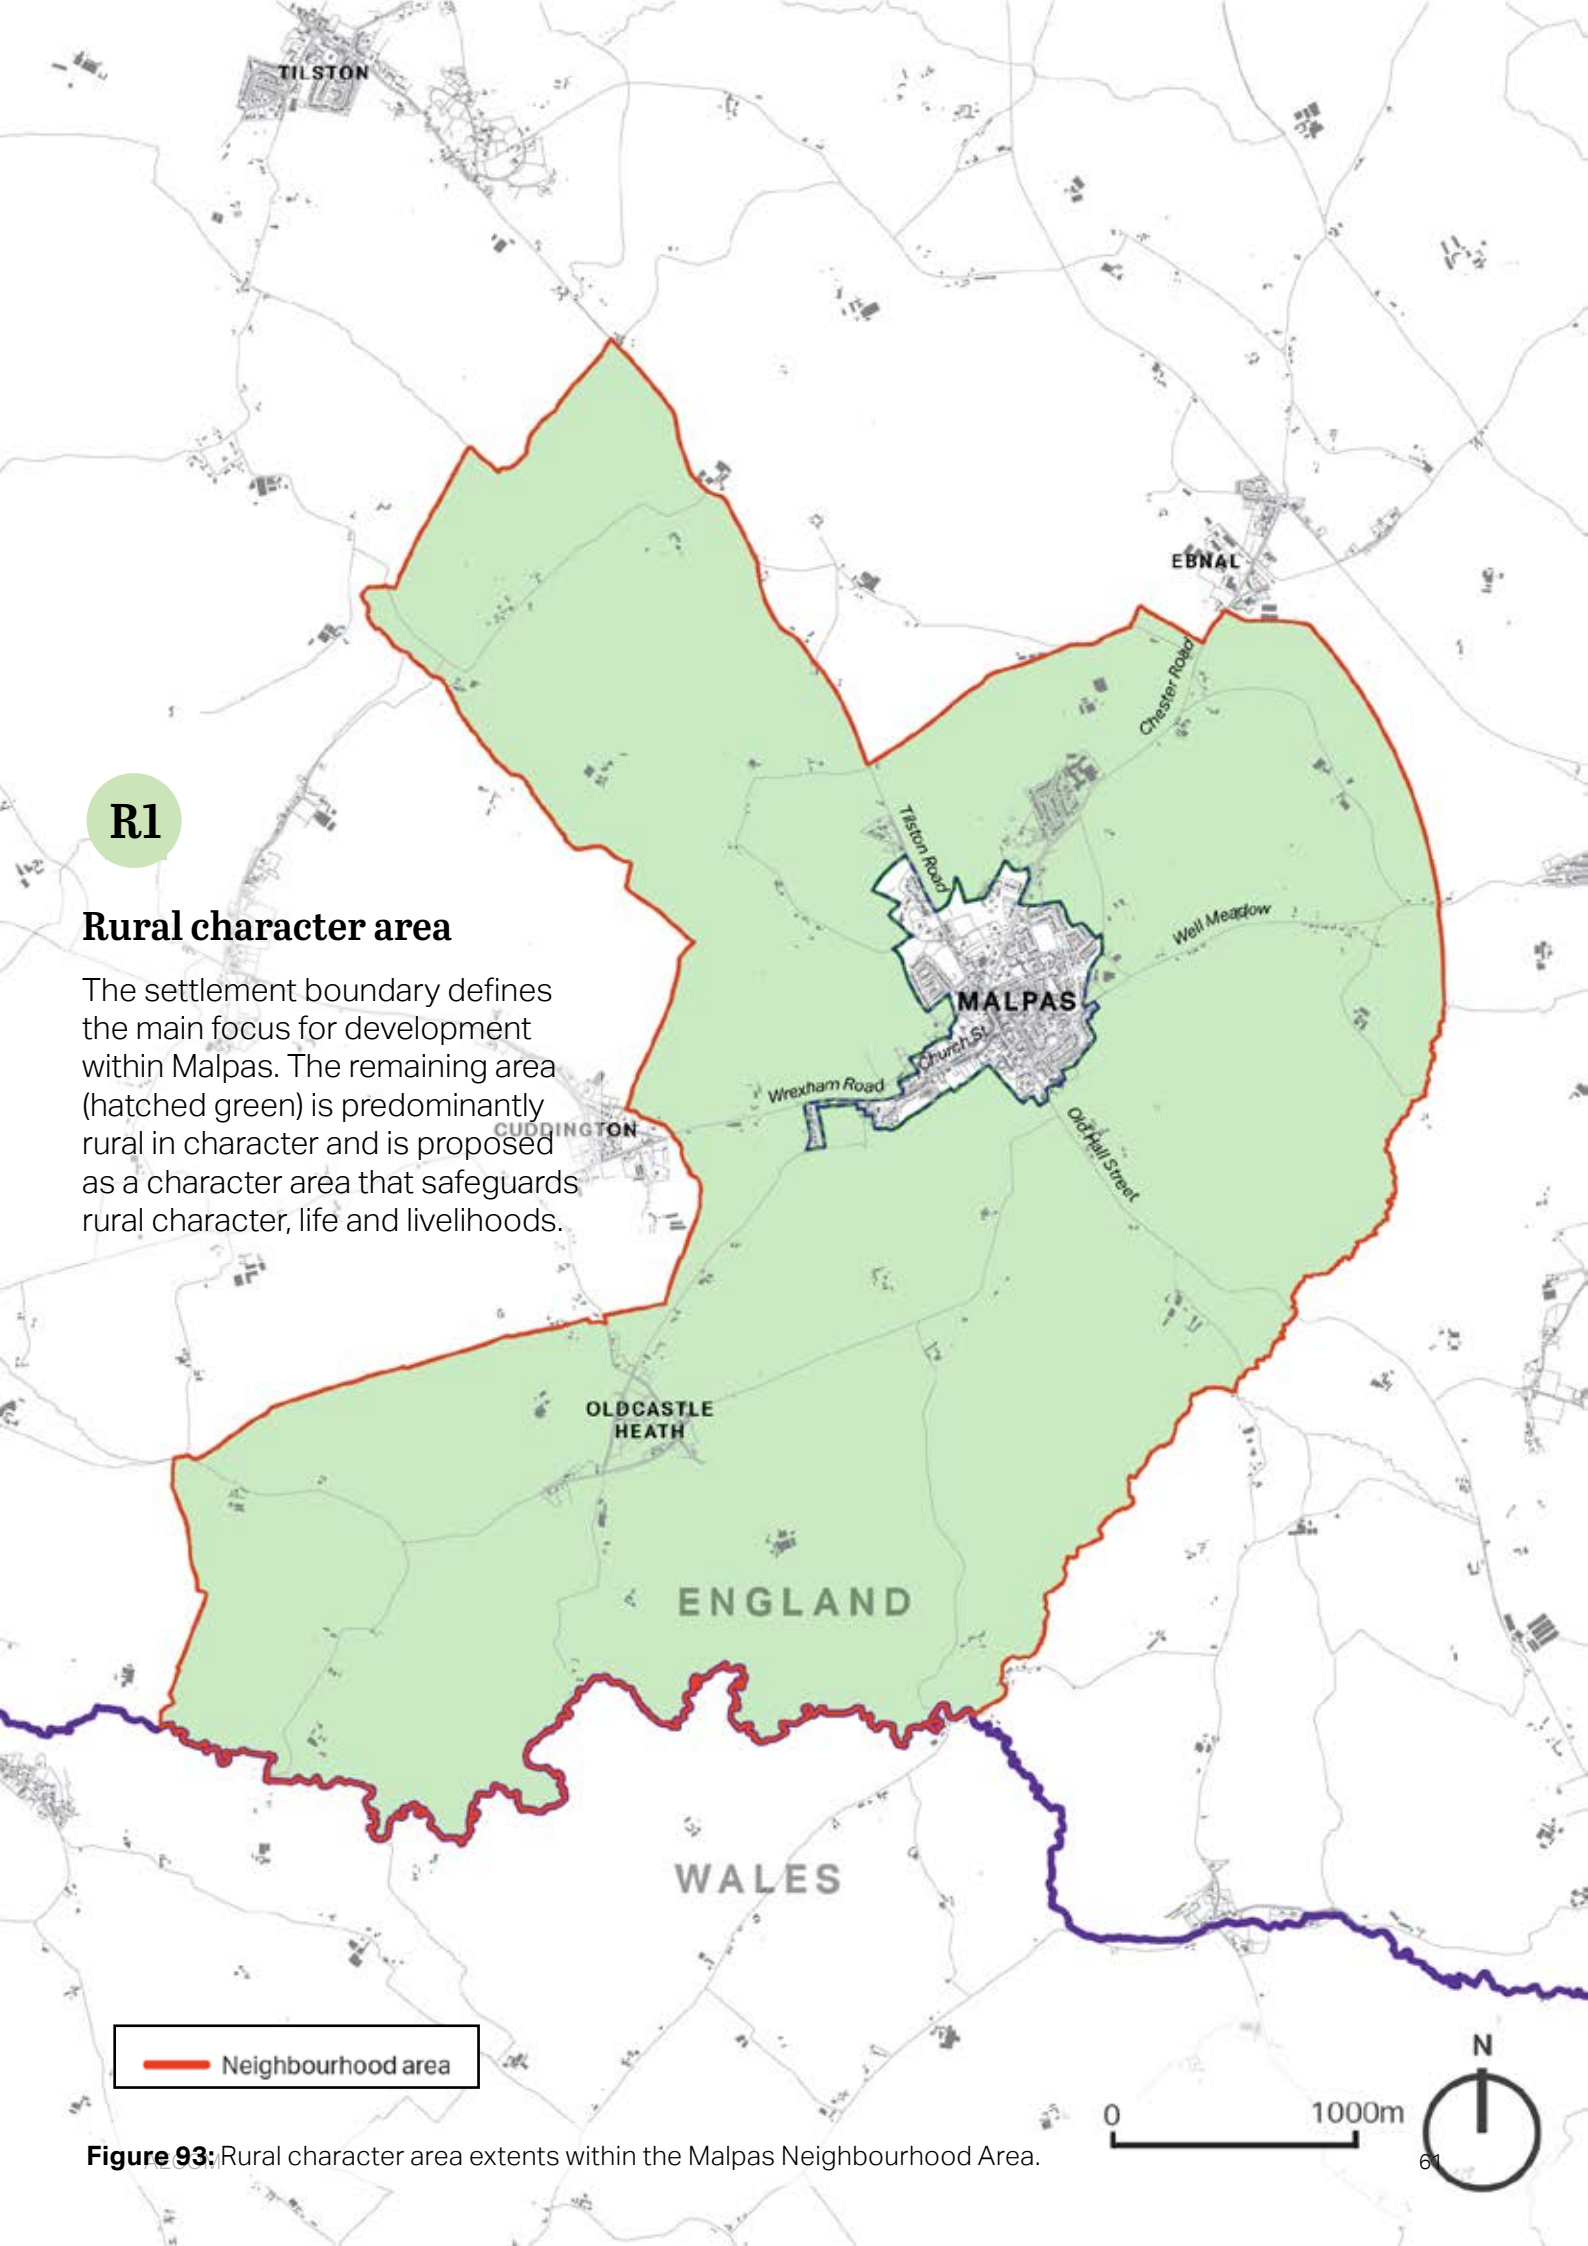 TILSTON
EBNAL
Chester Road
R1
Tilston Road
Rural character area
Well Meadow
The settlement boundary defines
the main focus for development
within Malpas. The remaining area
(hatched green) is predominantly
rural in character and is proposed
as a character area that safeguards
rural character, life and livelihoods.
MALPAS
Church St
Wrexham Road
CUDDINGTON
Old Hall Street
OLDCASTLE
HEATH
ENGLAND
WALES
Neighbourhood area
N
0 1000m
Figure 93: Rural character area extents within the Malpas Neighbourhood Area.
AECOM
61